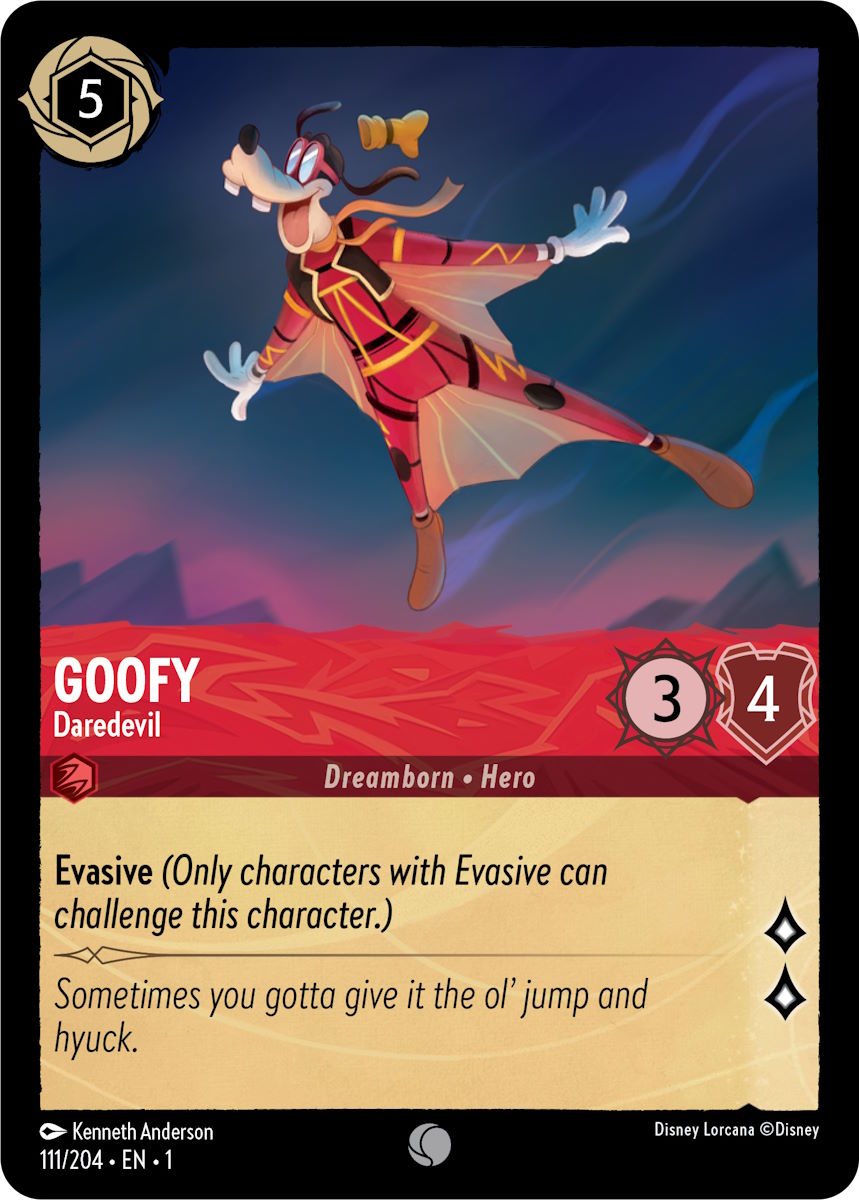 5
GOOFY
Daredevil
3
4
Dreamborn • Hero
Evasive (Only characters with Evasive can
challenge this character.)
Sometimes you gotta give it the ol’ jump and
hyuck.
Kenneth Anderson
111/204 • EN • 1
Disney Lorcana ©Disney